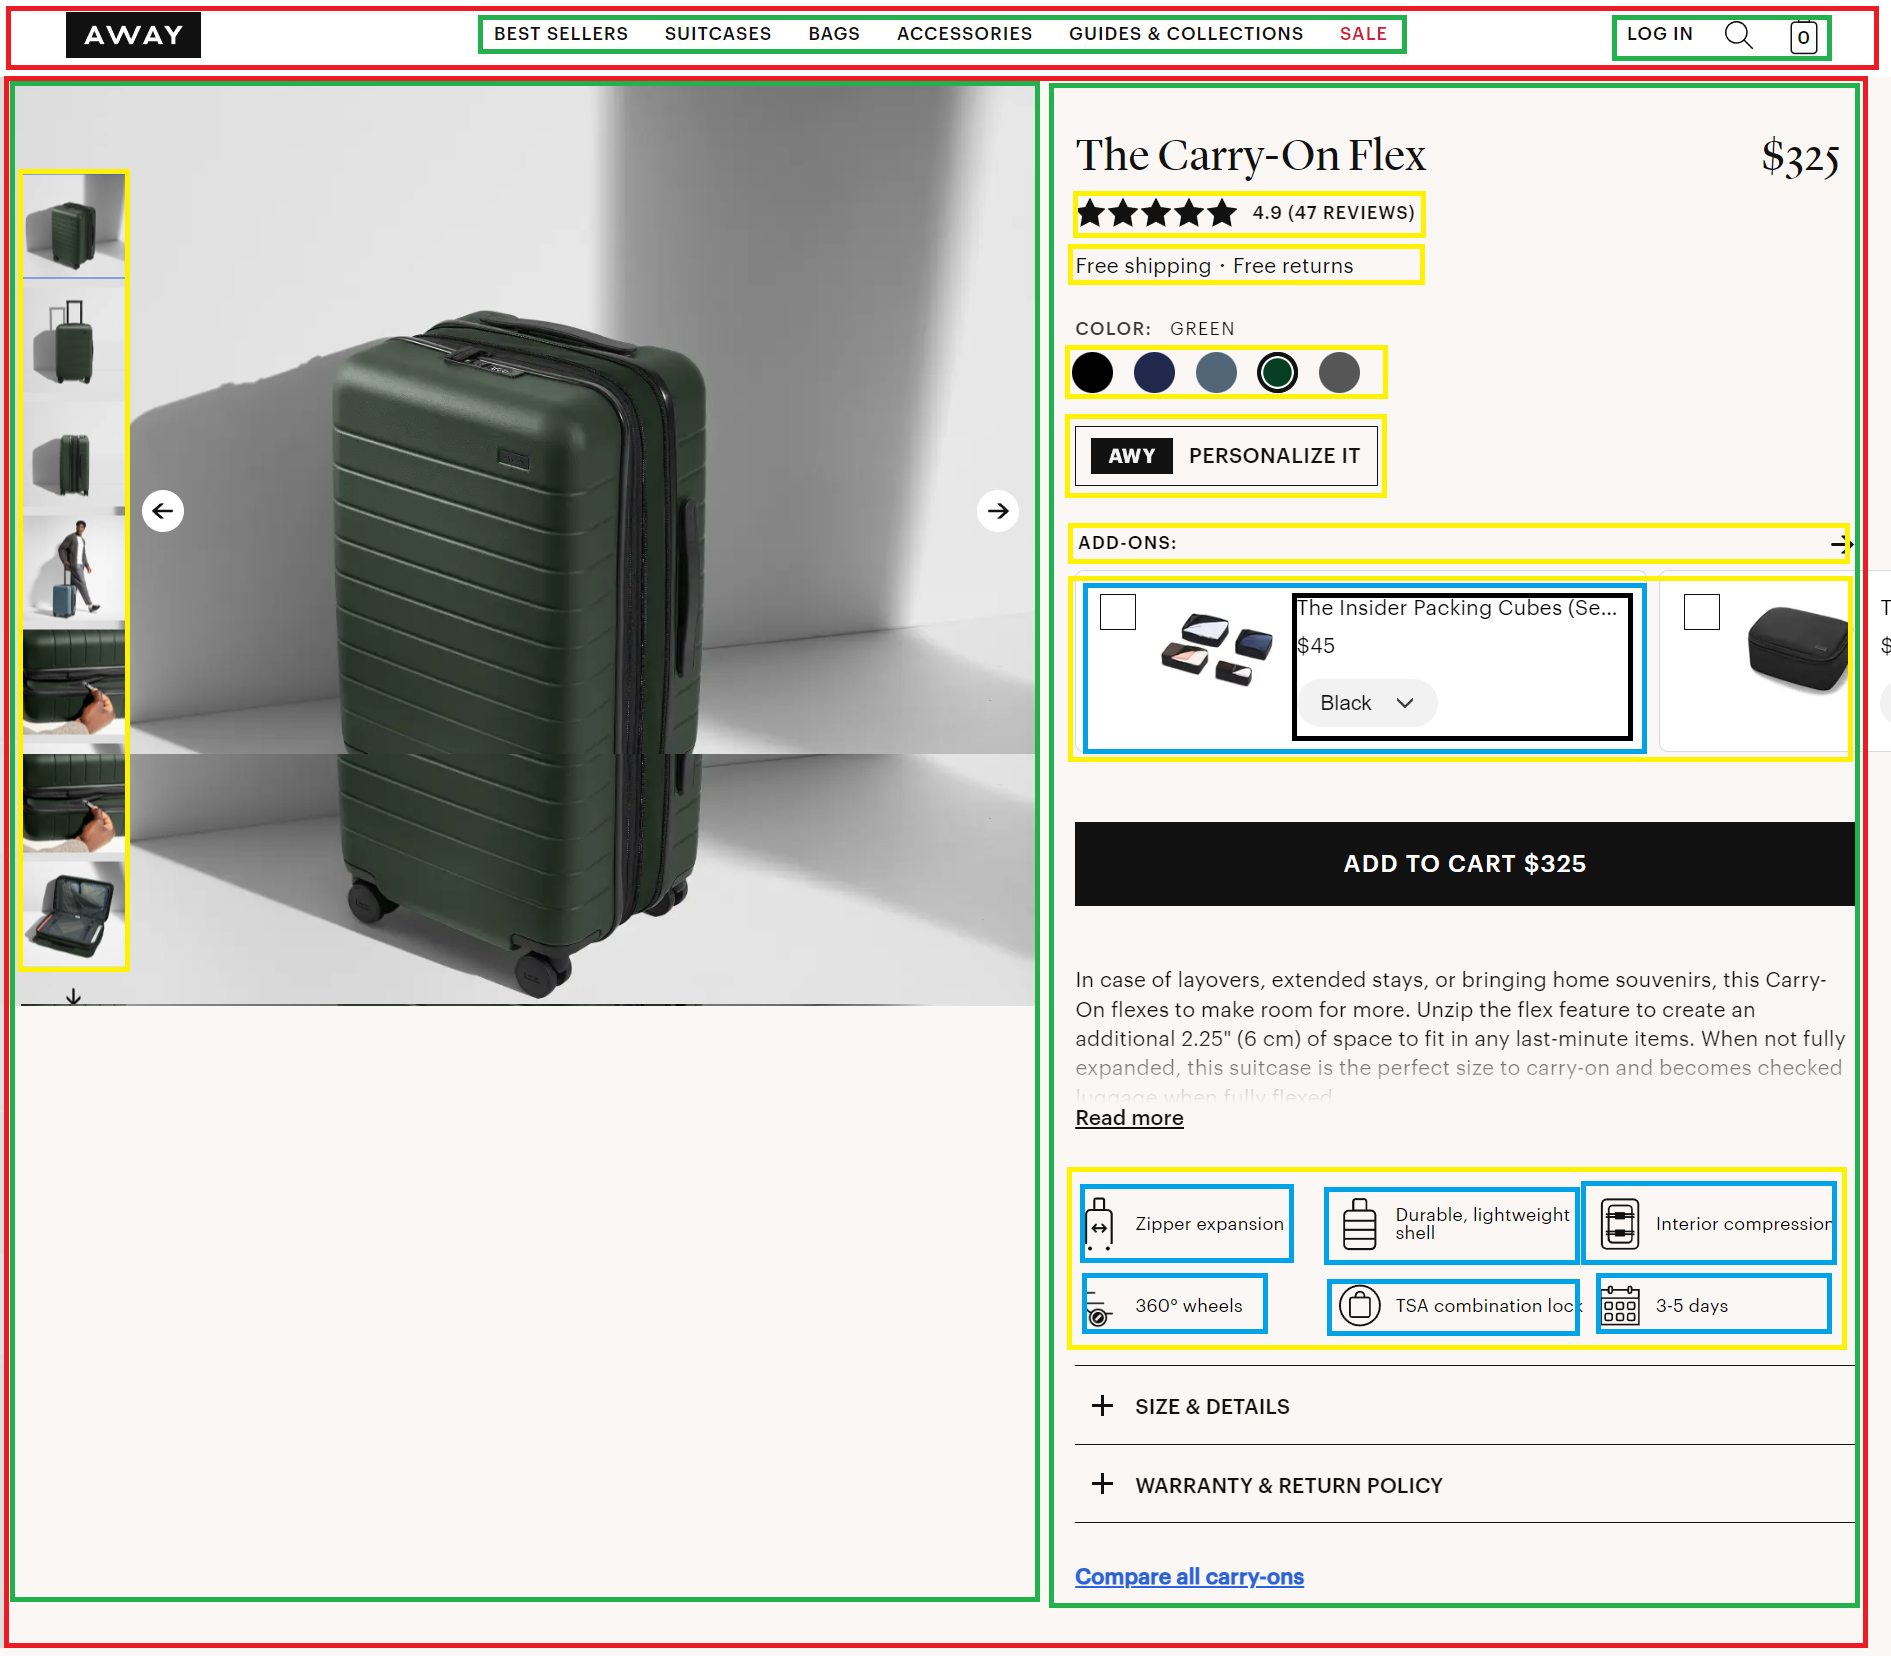 AWAY
BEST SELLERS SUITCASES BAGS ACCESSORIES GUIDES & COLLECTIONS SALE
LOG IN 0
The Carry-On Flex $325
4.9 (47 REVIEWS)
Free shipping · Free returns
COLOR: GREEN
AWY PERSONALIZE IT
ADD-ONS:
The Insider Packing Cubes (Se...
$45
Black
ADD TO CART $325
In case of layovers, extended stays, or bringing home souvenirs, this Carry-
On flexes to make room for more. Unzip the flex feature to create an
additional 2.25" (6 cm) of space to fit in any last-minute items. When not fully
expanded, this suitcase is the perfect size to carry-on and becomes checked
luggage when fully flexed
Read more
Zipper expansion
Durable, lightweight
shell
Interior compression
360° wheels
TSA combination lock
3-5 days
SIZE & DETAILS
WARRANTY & RETURN POLICY
Compare all carry-ons